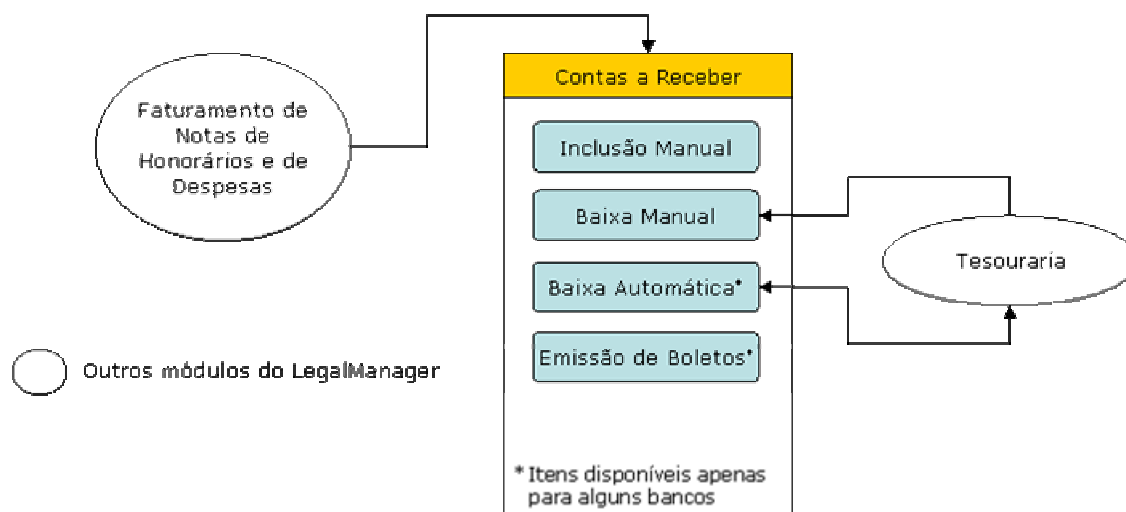 Faturamento de
Notas de
Honorários e de
Despesas
Contas a Receber
Inclusão Manual
Baixa Manual
Baixa Automática*
Emissão de Boletos*
Tesouraria
Outros módulos do LegalManager
* Itens disponíveis apenas
para alguns bancos